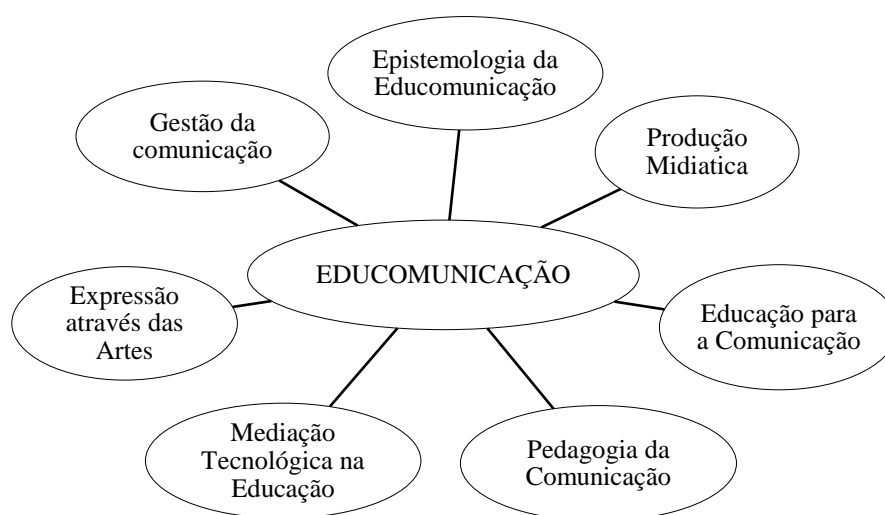 Epistemologia da
Educomunicação
Gestão da
comunicação
Produção
Midiatica
EDUCOMUNICAÇÃO
Expressão
através das
Artes
Educação para
a Comunicação
Mediação
Tecnológica na
Educação
Pedagogia da
Comunicação